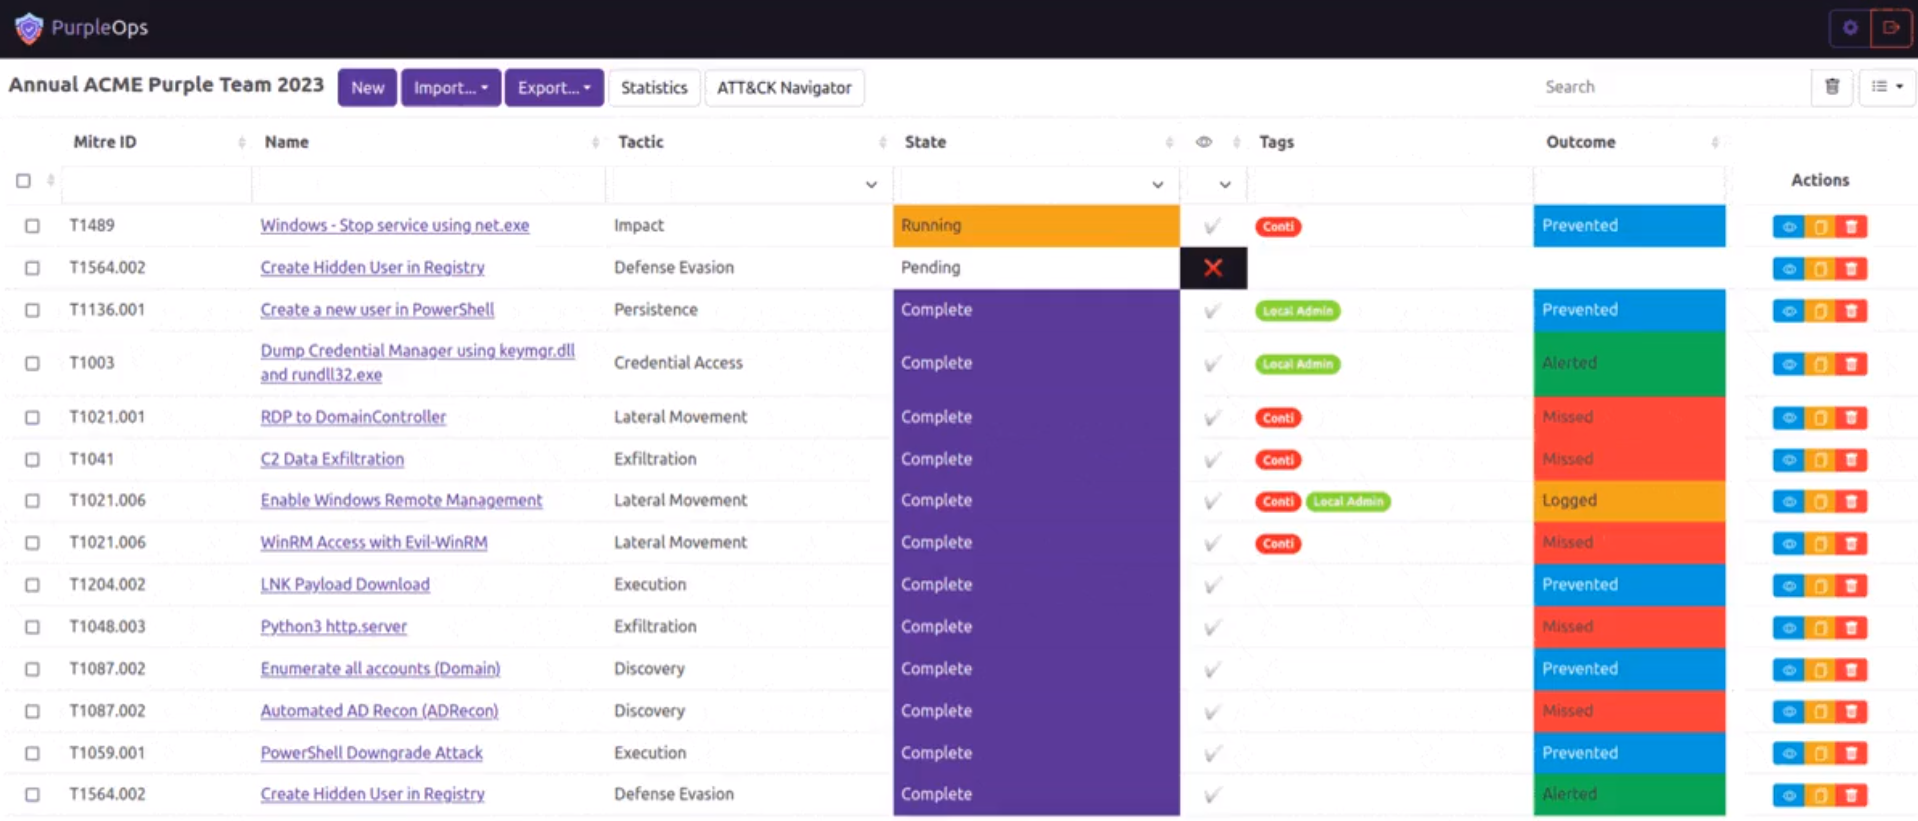 PurpleOps
Annual ACME Purple Team 2023 New Import... Export... Statistics ATT&CK Navigator Search
Mitre ID Name Tactic State Tags Outcome
Actions
T1489 Windows - Stop service using net.exe Impact Running Conti Prevented
T1564.002 Create Hidden User in Registry Defense Evasion Pending
T1136.001 Create a new user in PowerShell Persistence Complete Local Admin Prevented
T1003 Dump Credential Manager using keymgr.dll
and rundll32.exe Credential Access Complete Local Admin Alerted
T1021.001 RDP to DomainController Lateral Movement Complete Conti Missed
T1041 C2 Data Exfiltration Exfiltration Complete Conti Missed
T1021.006 Enable Windows Remote Management Lateral Movement Complete Conti Local Admin Logged
T1021.006 WinRM Access with Evil-WinRM Lateral Movement Complete Conti Missed
T1204.002 LNK Payload Download Execution Complete Prevented
T1048.003 Python3 http.server Exfiltration Complete Missed
T1087.002 Enumerate all accounts (Domain) Discovery Complete Prevented
T1087.002 Automated AD Recon (ADRecon) Discovery Complete Missed
T1059.001 PowerShell Downgrade Attack Execution Complete Prevented
T1564.002 Create Hidden User in Registry Defense Evasion Complete Alerted